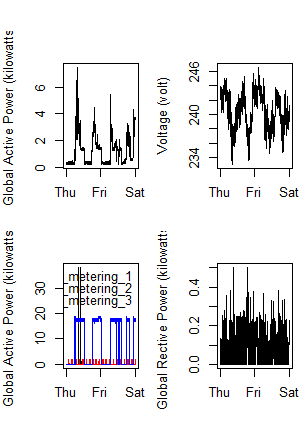 Global Active Power (kilowatts
6
4
2
0
Thu Fri Sat
Voltage (volt)
246
240
234
Thu Fri Sat
Global Active Power (kilowatts
30
20
10
0
metering_1
metering_2
metering_3
Thu Fri Sat
Global Rective Power (kilowatts
0.4
0.2
0.0
Thu Fri Sat